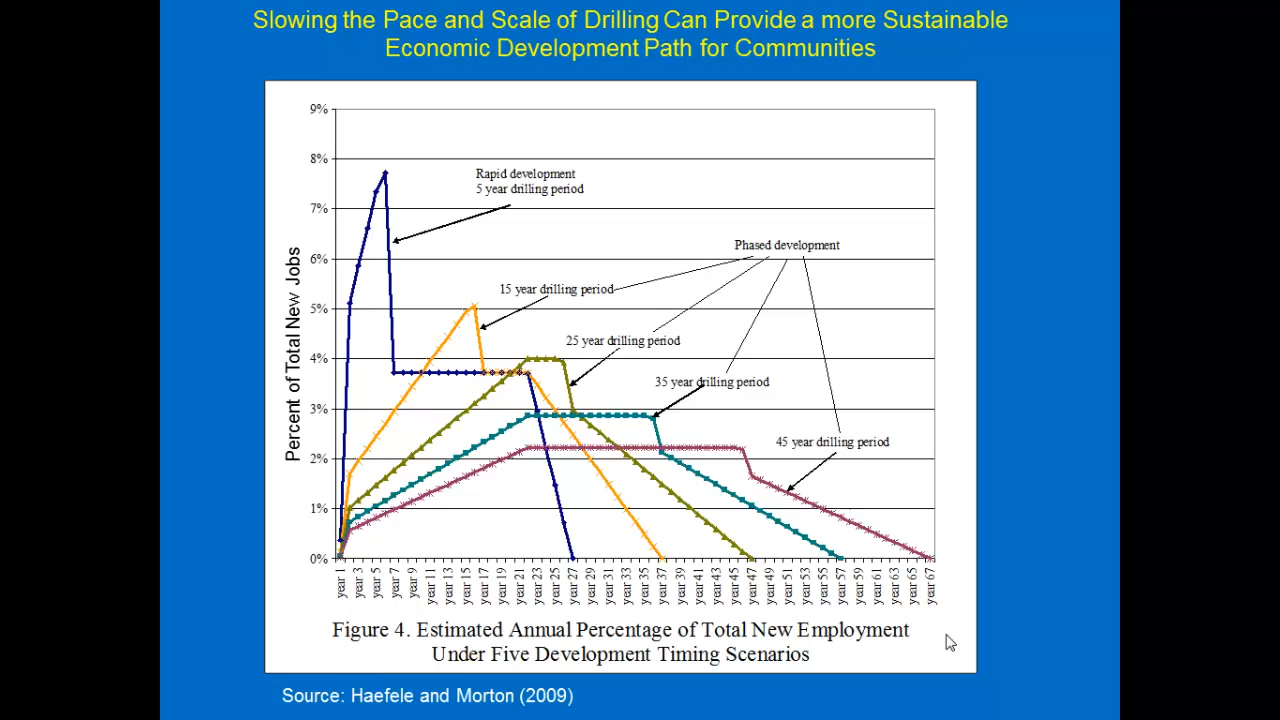 Slowing the Pace and Scale of Drilling Can Provide a more Sustainable
Economic Development Path for Communities
9%
8%
7%
6%
5%
4%
3%
2%
1%
0%
Percent of Total New Jobs
Rapid development
5 year drilling period
Phased development
15 year drilling period
25 year drilling period
35 year drilling period
45 year drilling period
year 1
year 3
year 5
year 7
year 9
year 11
year 13
year 15
year 17
year 19
year 21
year 23
year 25
year 27
year 29
year 31
year 33
year 35
year 37
year 39
year 41
year 43
year 45
year 47
year 49
year 51
year 53
year 55
year 57
year 59
year 61
year 63
year 65
year 67
Figure 4. Estimated Annual Percentage of Total New Employment
Under Five Development Timing Scenarios
Source: Haefele and Morton (2009)